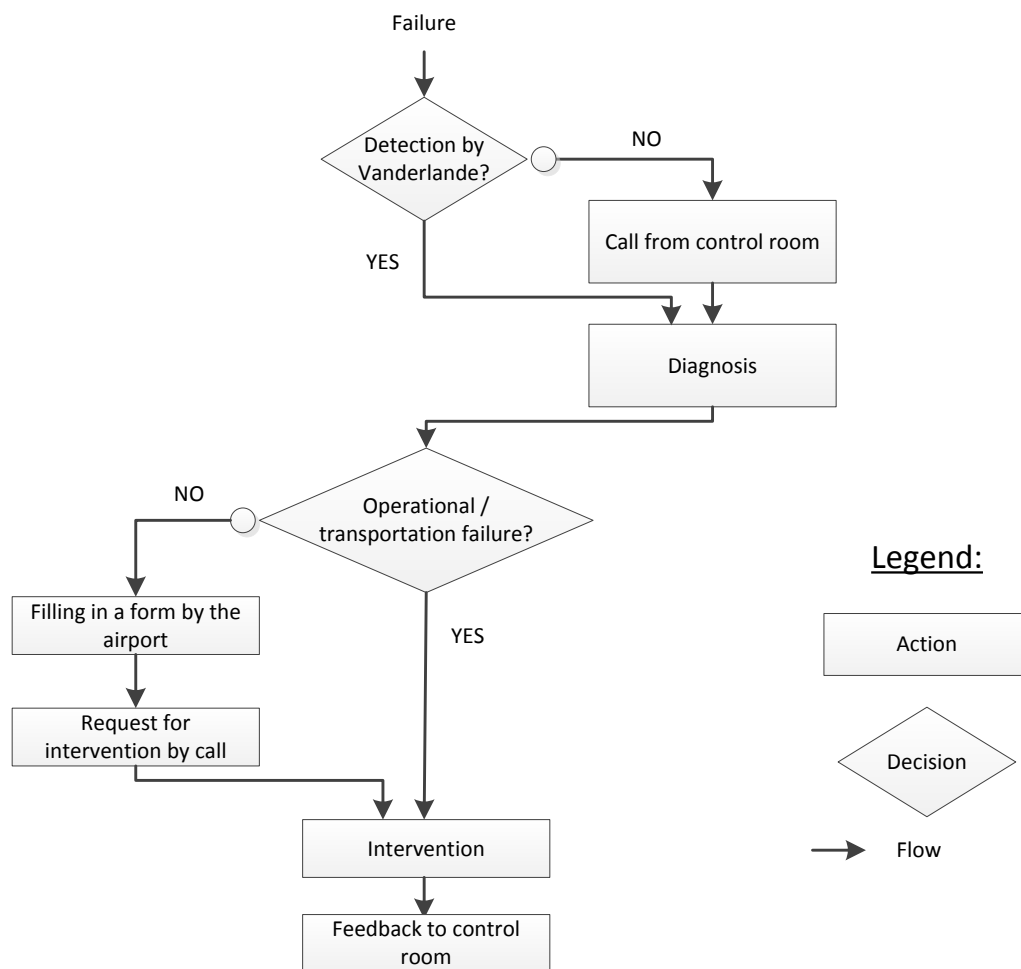 Failure
Detection by
Vanderlande?
NO
Call from control room
YES
Diagnosis
NO
Operational /
transportation failure?
Legend:
Filling in a form by the
airport
YES
Action
Request for
intervention by call
Decision
Intervention
Flow
Feedback to control
room